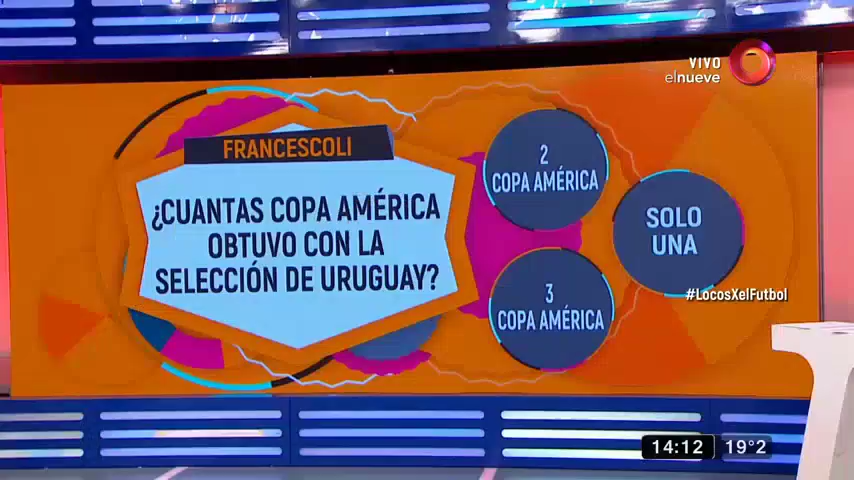 VIVO
elnueve
FRANCESCOLI
¿CUANTAS COPA AMÉRICA
OBTUVO CON LA
SELECCIÓN DE URUGUAY?
2
COPA AMÉRICA
SOLO
UNA
3
COPA AMÉRICA
#LocosXelFutbol
14:12
19°2